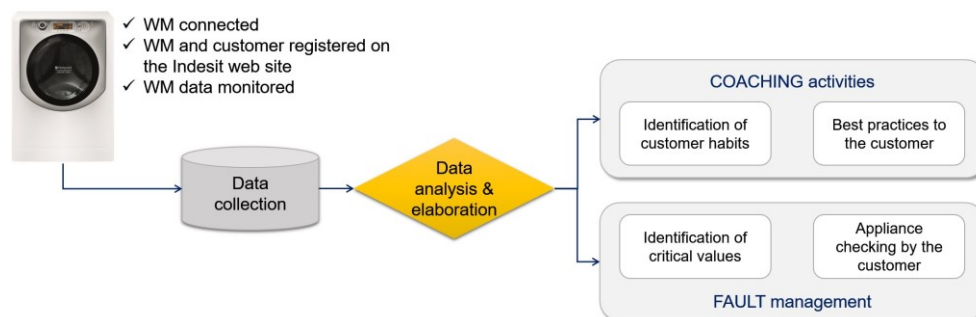 ✓ WM connected
✓ WM and customer registered on
the Indesit web site
✓ WM data monitored
Data
collection
Data
analysis &
elaboration
COACHING activities
Identification of
customer habits
Best practices to
the customer
Identification of
critical values
Appliance
checking by the
customer
FAULT management